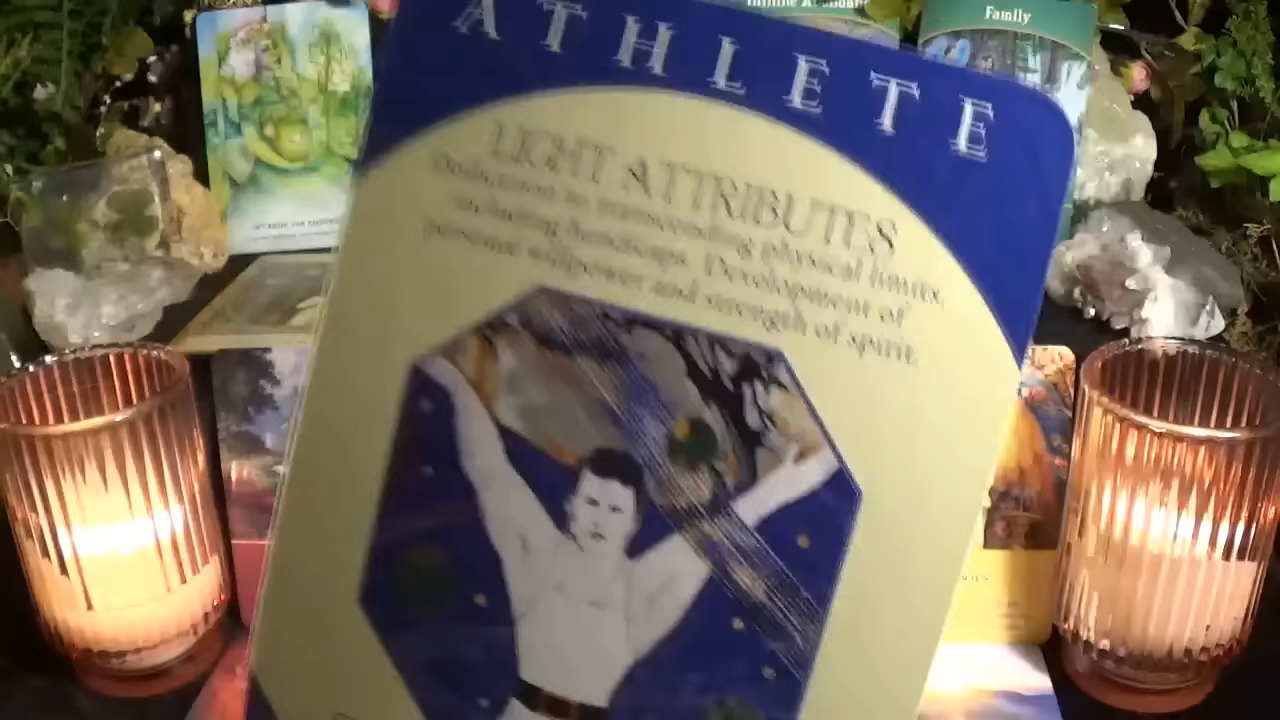 Family
ATHLETE
LIGHT ATTRIBUTES
Dedication to transcending physical limits,
including handicaps. Development of
personal willpower and strength of spirit.